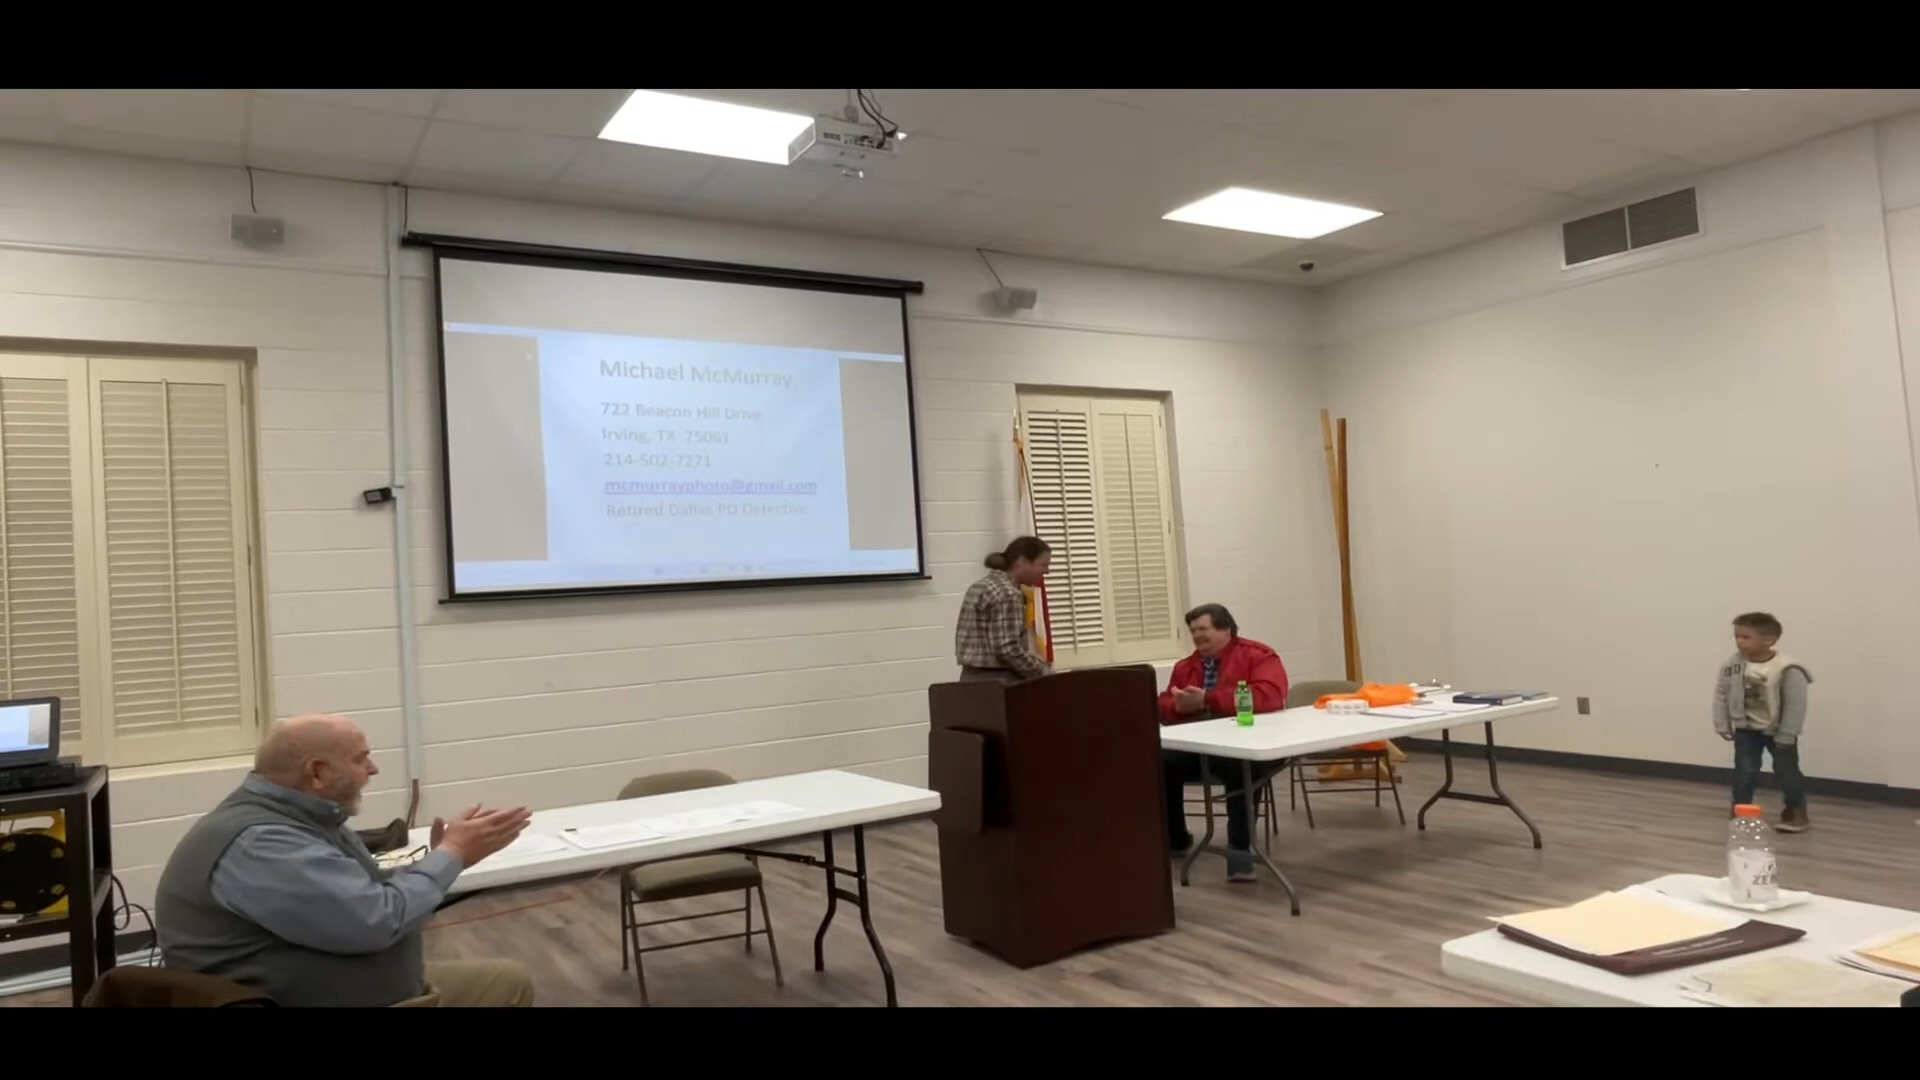 Michael McMurray
722 Beacon Hill Drive
Irving, TX 75061
214-502-7271
mcmurrayphoto@gmail.com
Retired Dallas PD Detective
ZERO